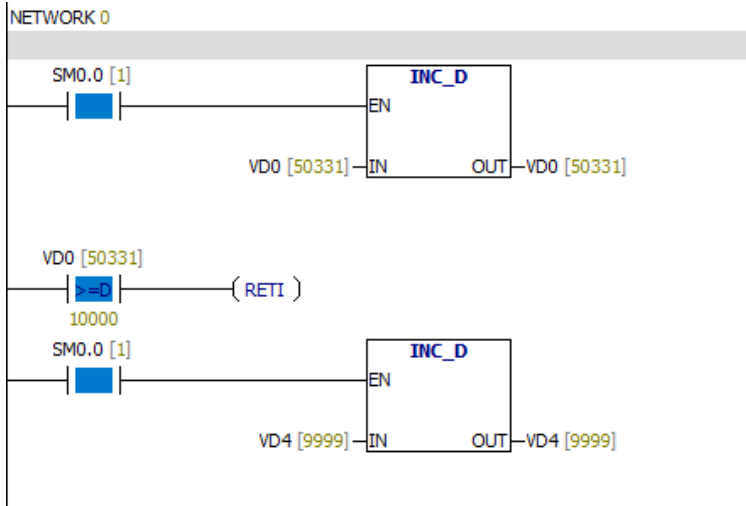 NETWORK 0
SM0.0 [1]
INC_D
EN
VD0 [50331] IN OUT VD0 [50331]
VD0 [50331]
>=D ( RETI )
10000
SM0.0 [1]
INC_D
EN
VD4 [9999] IN OUT VD4 [9999]